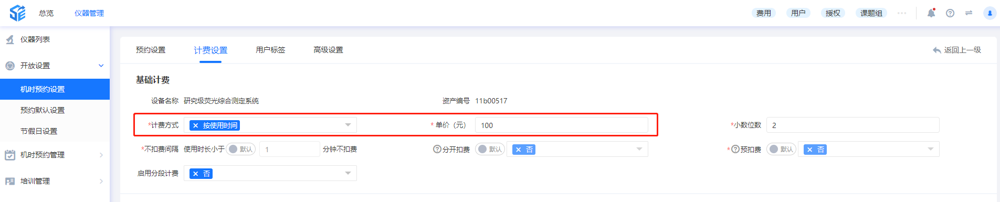 总览 仪器管理 费用 用户 授权 课题组
仪器列表
开放设置
机时预约设置
预约默认设置
节假日设置
机时预约管理
培训管理
预约设置 计费设置 用户标签 高级设置 返回上一级
基础计费
设备名称 研究级荧光综合测定系统 资产编号 11b00517
*计费方式 × 按使用时间 * 单价（元） 100 *小数位数 2
*不扣费间隔 使用时长小于 默认 1 分钟不扣费 ?分开扣费 默认 × 否 *?预扣费 默认 × 否
启用分段计费 × 否